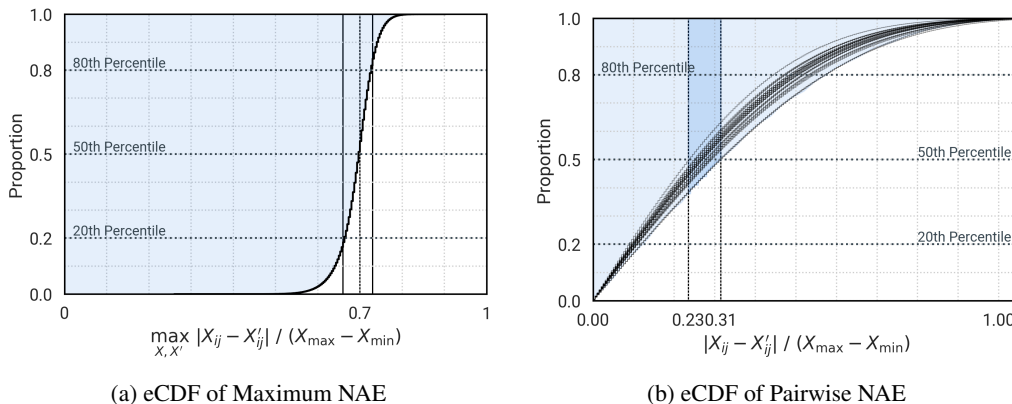 1.0
0.8
0.5
0.2
0.0
Proportion
80th Percentile
50th Percentile
20th Percentile
0
0.7
1
max |X_ij − X'_ij| / (X_max − X_min)
X, X'
(a) eCDF of Maximum NAE
1.0
0.8
0.5
0.2
0.0
Proportion
80th Percentile
50th Percentile
20th Percentile
0.00
0.23
0.31
1.00
|X_ij − X'_ij| / (X_max − X_min)
(b) eCDF of Pairwise NAE